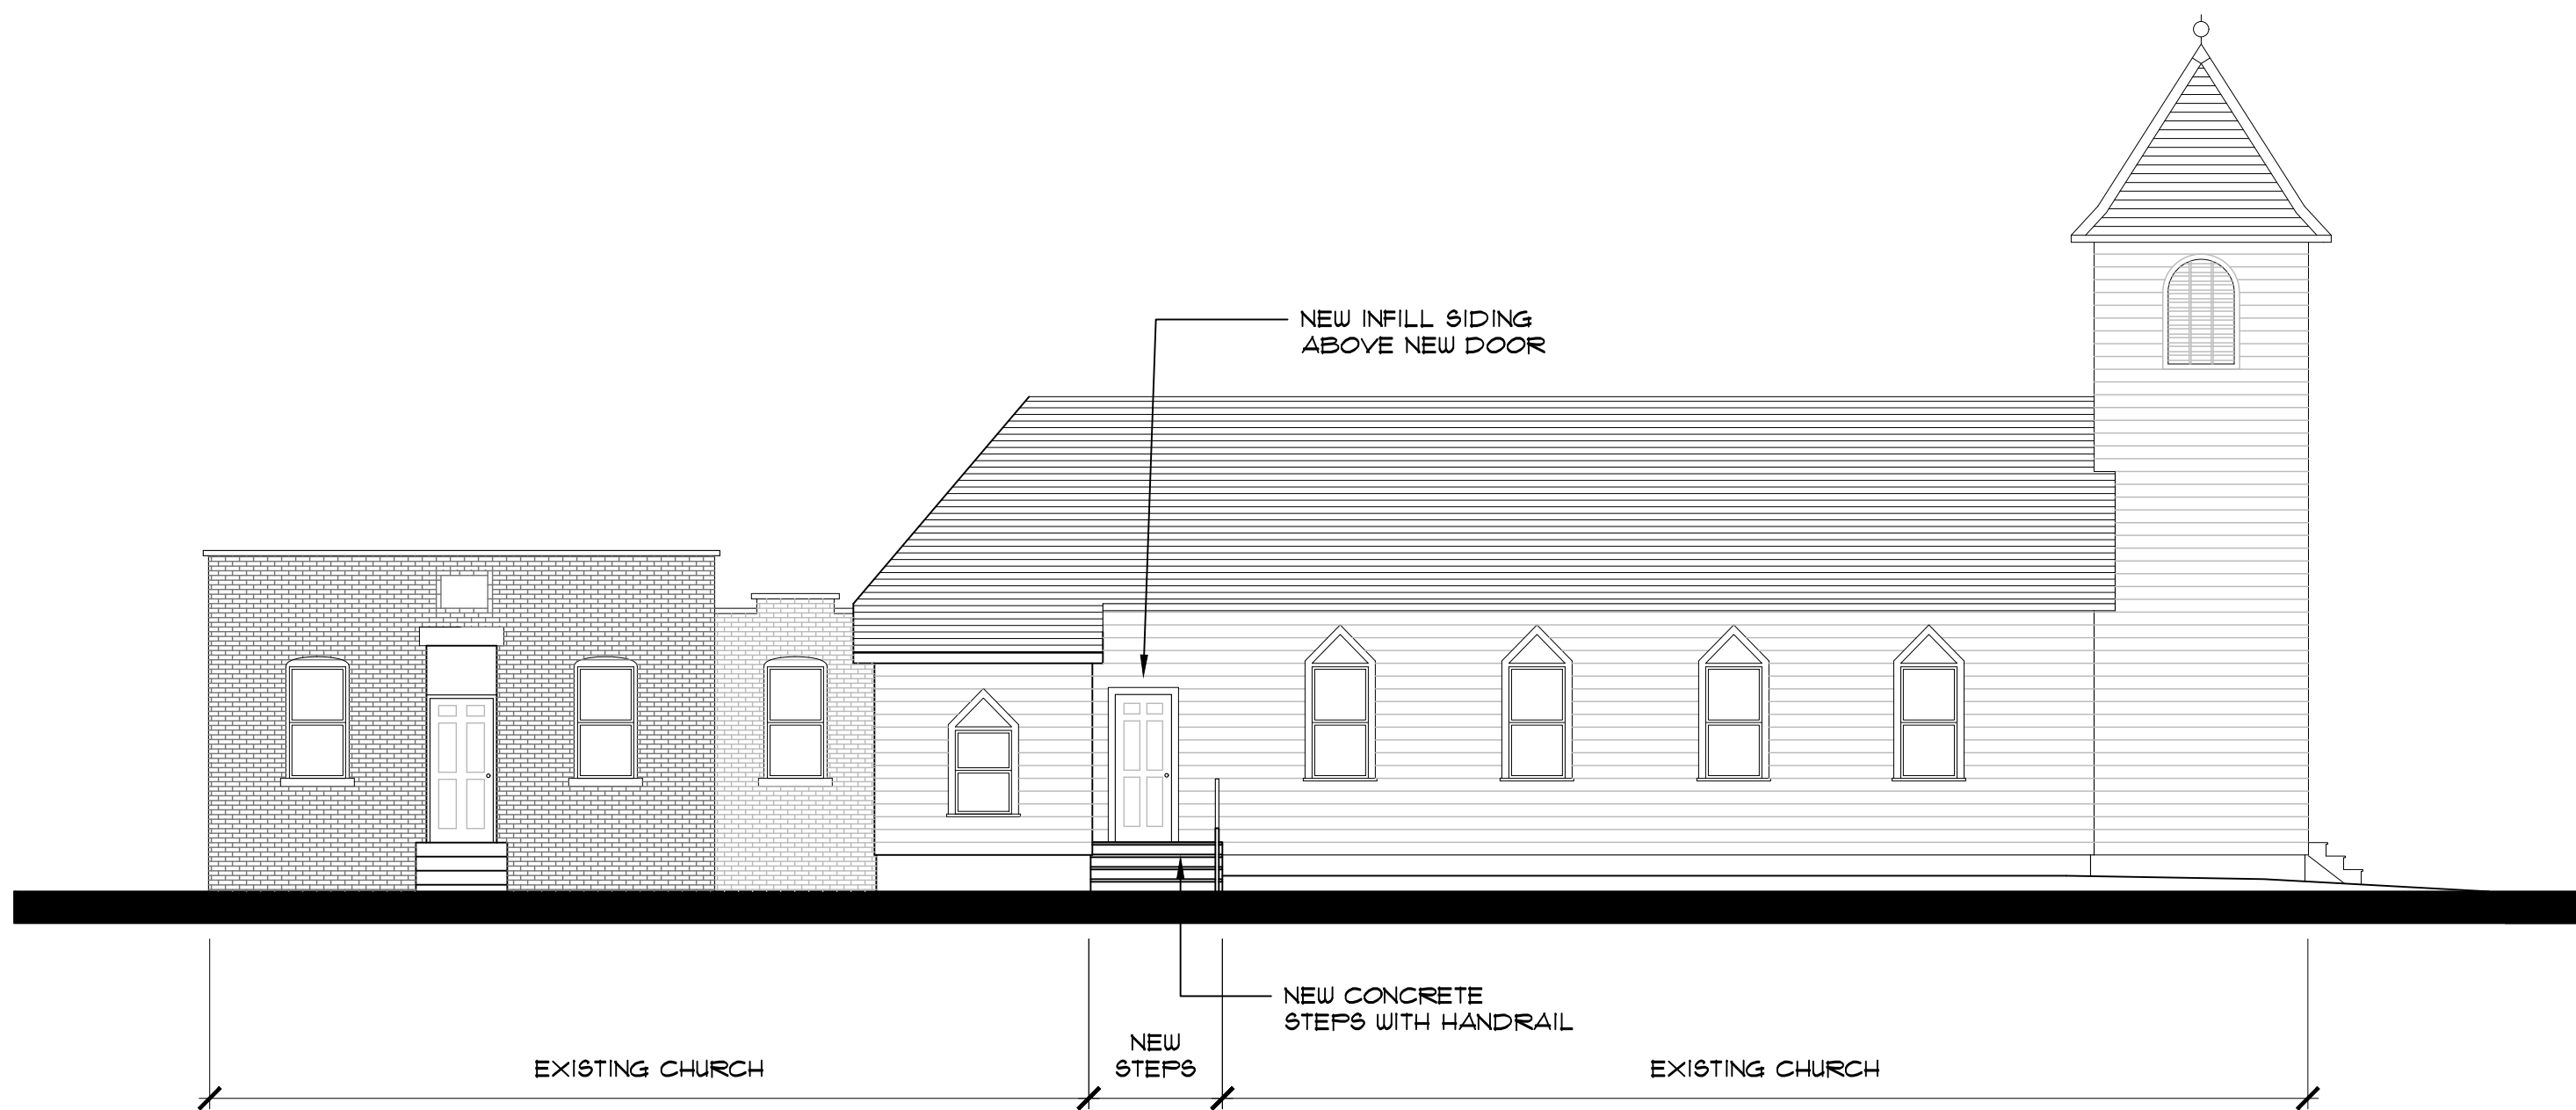 NEW INFILL SIDING
ABOVE NEW DOOR
NEW CONCRETE
STEPS WITH HANDRAIL
NEW
STEPS
EXISTING CHURCH
EXISTING CHURCH